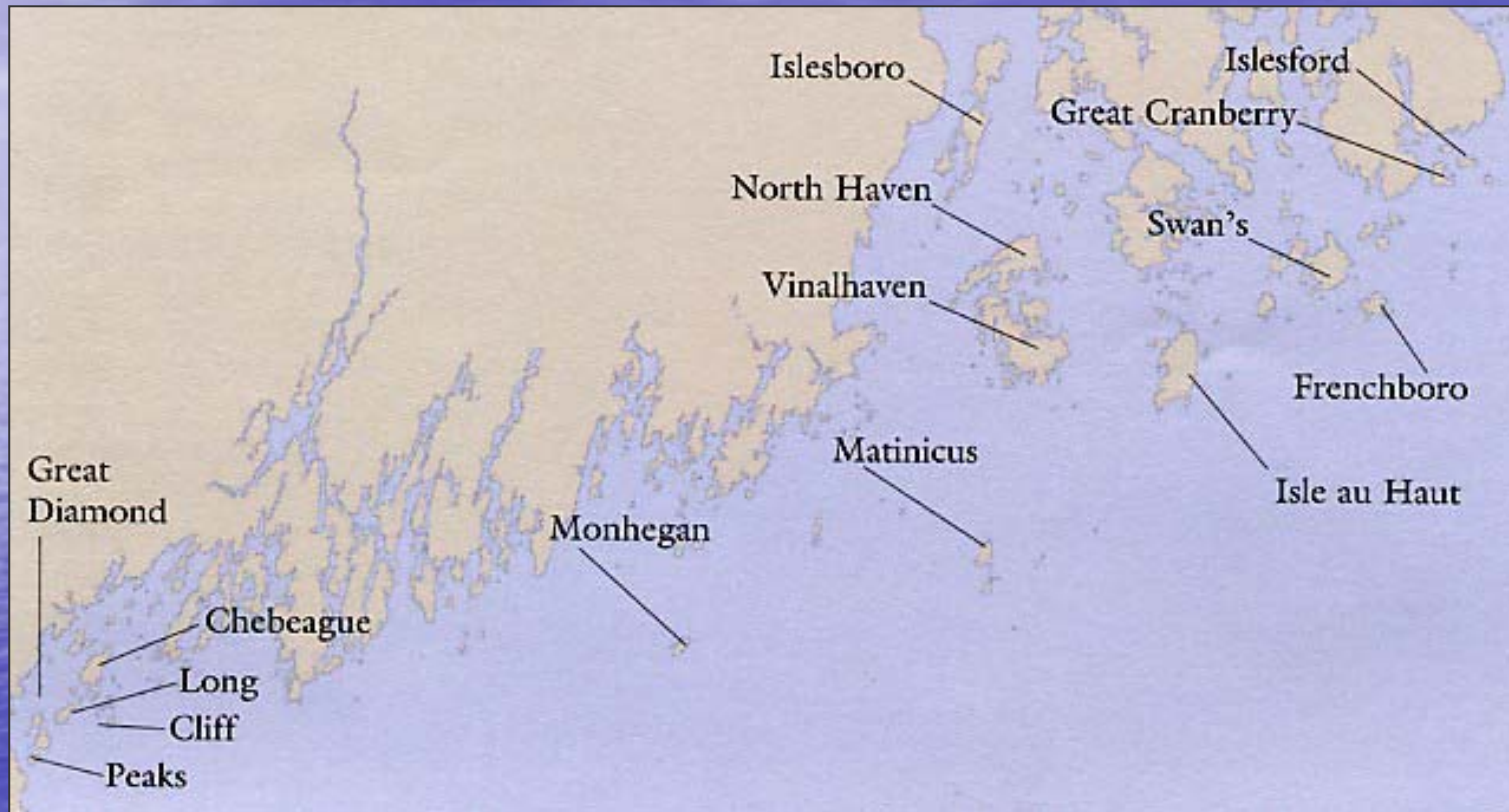 Islesboro
Islesford
Great Cranberry
North Haven
Swan's
Vinalhaven
Frenchboro
Matinicus
Isle au Haut
Great
Diamond
Monhegan
Chebeague
Long
Cliff
Peaks